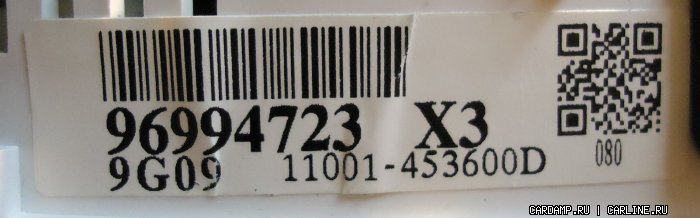 96994723 X3
9G09 11001-453600D
080
CARDAMP.RU | CARLINE.RU